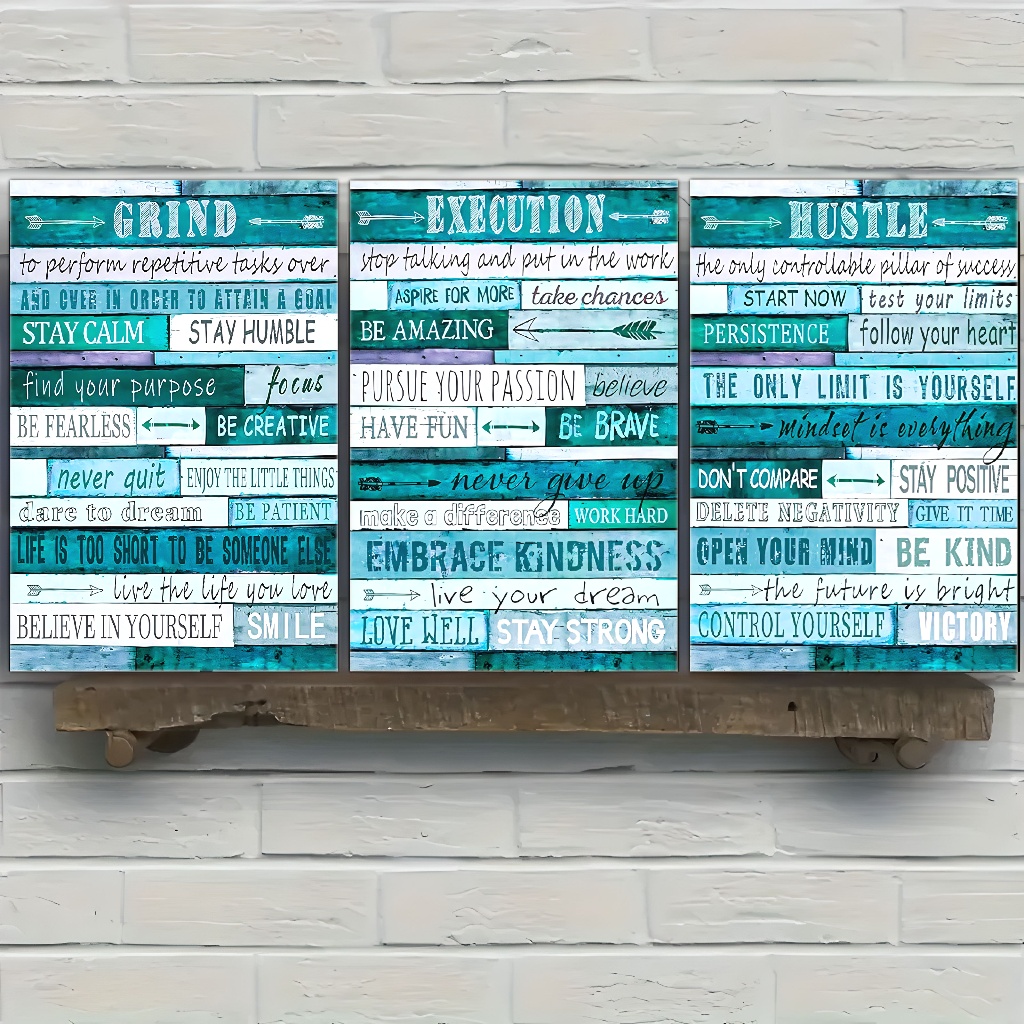 GRIND
to perform repetitive tasks over
AND OVER IN ORDER TO ATTAIN A GOAL
STAY CALM STAY HUMBLE
find your purpose focus
BE FEARLESS BE CREATIVE
never quit ENJOY THE LITTLE THINGS
dare to dream BE PATIENT
LIFE IS TOO SHORT TO BE SOMEONE ELSE
live the life you love
BELIEVE IN YOURSELF SMILE
EXECUTION
stop talking and put in the work
ASPIRE FOR MORE take chances
BE AMAZING
PURSUE YOUR PASSION believe
HAVE FUN BE BRAVE
never give up
make a difference WORK HARD
EMBRACE KINDNESS
live your dream
LOVE WELL STAY STRONG
HUSTLE
the only controllable pillar of success.
START NOW test your limits
PERSISTENCE follow your heart
THE ONLY LIMIT IS YOURSELF
mindset is everything
DON'T COMPARE STAY POSITIVE
DELETE NEGATIVITY GIVE IT TIME
OPEN YOUR MIND BE KIND
the future is bright
CONTROL YOURSELF VICTORY